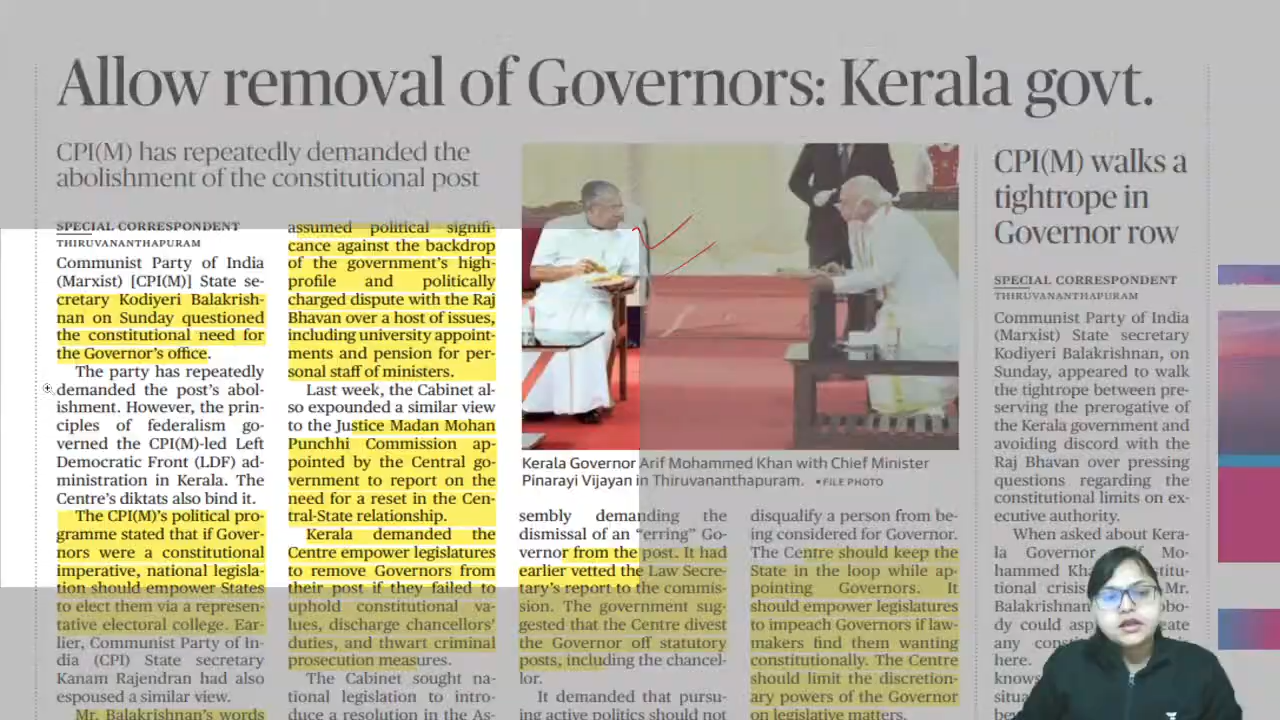 Allow removal of Governors: Kerala govt.
CPI(M) has repeatedly demanded the
abolishment of the constitutional post
SPECIAL CORRESPONDENT
THIRUVANANTHAPURAM
Communist Party of India
(Marxist) [CPI(M)] State se-
cretary Kodiyeri Balakrish-
nan on Sunday questioned
the constitutional need for
the Governor's office.
The party has repeatedly
demanded the post's abol-
ishment. However, the prin-
ciples of federalism go-
verned the CPI(M)-led Left
Democratic Front (LDF) ad-
ministration in Kerala. The
Centre's diktats also bind it.
The CPI(M)'s political pro-
gramme stated that if Gover-
nors were a constitutional
imperative, national legisla-
tion should empower States
to elect them via a represen-
tative electoral college. Ear-
lier, Communist Party of In-
dia (CPI) State secretary
Kanam Rajendran had also
espoused a similar view.
Mr. Balakrishnan's words
assumed political signifi-
cance against the backdrop
of the government's high-
profile and politically
charged dispute with the Raj
Bhavan over a host of issues,
including university appoint-
ments and pension for per-
sonal staff of ministers.
Last week, the Cabinet al-
so expounded a similar view
to the Justice Madan Mohan
Punchhi Commission ap-
pointed by the Central go-
vernment to report on the
need for a reset in the Cen-
tral-State relationship.
Kerala demanded the
Centre empower legislatures
to remove Governors from
their post if they failed to
uphold constitutional va-
lues, discharge chancellors'
duties, and thwart criminal
prosecution measures.
The Cabinet sought na-
tional legislation to intro-
duce a resolution in the As-
Kerala Governor Arif Mohammed Khan with Chief Minister
Pinarayi Vijayan in Thiruvananthapuram. •FILE PHOTO
sembly demanding the
dismissal of an “erring” Go-
vernor from the post. It had
earlier vetted the Law Secre-
tary's report to the commis-
sion. The government sug-
gested that the Centre divest
the Governor off statutory
posts, including the chancel-
lor.
It demanded that pursu-
ing active politics should not
disqualify a person from be-
ing considered for Governor.
The Centre should keep the
State in the loop while ap-
pointing Governors. It
should empower legislatures
to impeach Governors if law-
makers find them wanting
constitutionally. The Centre
should limit the discretion-
ary powers of the Governor
on legislative matters.
CPI(M) walks a
tightrope in
Governor row
SPECIAL CORRESPONDENT
THIRUVANANTHAPURAM
Communist Party of India
(Marxist) State secretary
Kodiyeri Balakrishnan, on
Sunday, appeared to walk
the tightrope between pre-
serving the prerogative of
the Kerala government and
avoiding discord with the
Raj Bhavan over pressing
questions regarding the
constitutional limits on ex-
ecutive authority.
When asked about Kera-
la Governor Mo-
hammed
tional Mr.
Balakrishnan
dy could
any
here.